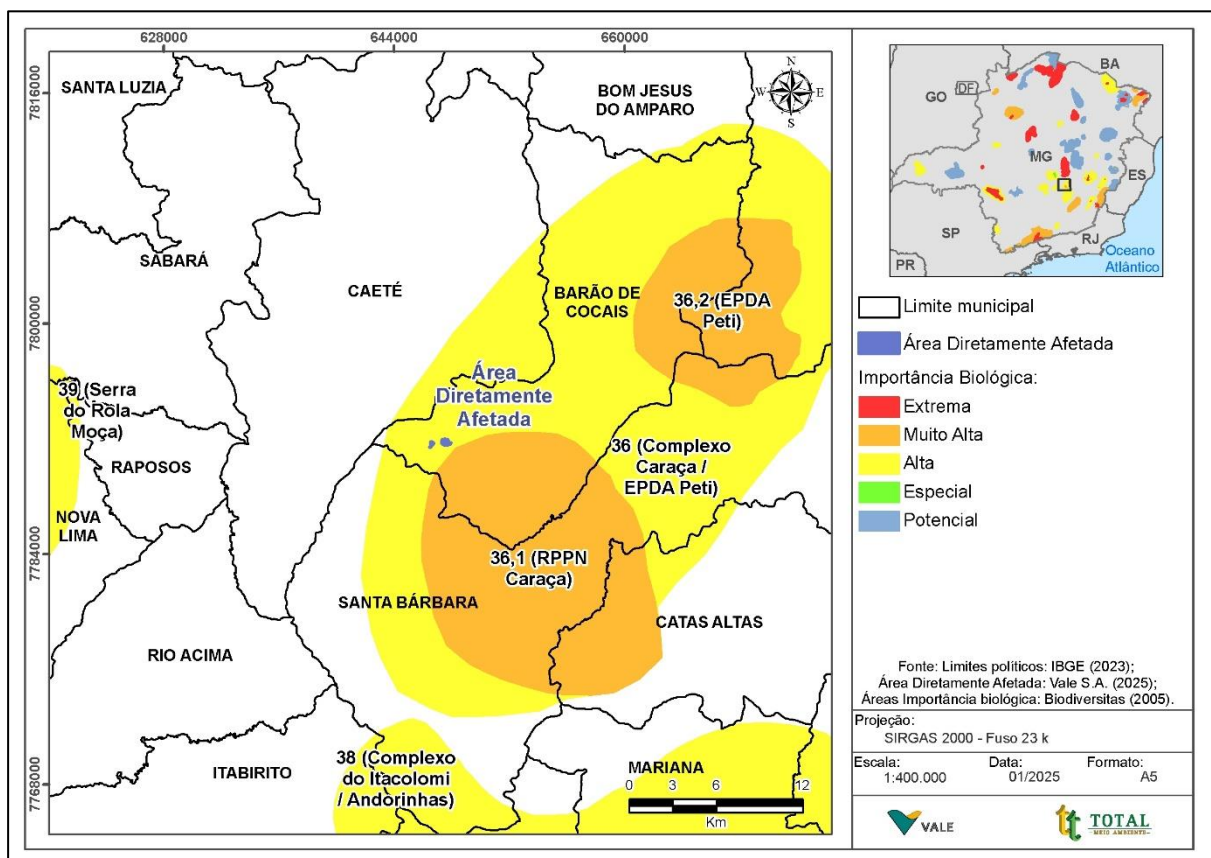 628000
644000
660000
7816000
7800000
7784000
7768000
N
W
E
S
SANTA LUZIA
BOM JESUS
DO AMPARO
SABARÁ
CAETÉ
BARÃO DE
COCAIS
36,2 (EPDA
Peti)
39 (Serra
do Rola
Moça)
Área
Diretamente
Afetada
RAPOSOS
36 (Complexo
Caraça /
EPDA Peti)
NOVA
LIMA
36,1 (RPPN
Caraça)
SANTA BÁRBARA
CATAS ALTAS
RIO ACIMA
ITABIRITO
38 (Complexo
do Itacolomi
/ Andorinhas)
MARIANA
0 3 6 12
Km
BA
GO
DF
MG
ES
SP
RJ
PR
Oceano
Atlântico
Limite municipal
Área Diretamente Afetada
Importância Biológica:
Extrema
Muito Alta
Alta
Especial
Potencial
Fonte: Limites políticos: IBGE (2023);
Área Diretamente Afetada: Vale S.A. (2025);
Áreas Importância biológica: Biodiversitas (2005).
Projeção:
SIRGAS 2000 - Fuso 23 k
Escala:
1:400.000
Data:
01/2025
Formato:
A5
VALE
TOTAL
MEIO AMBIENTE